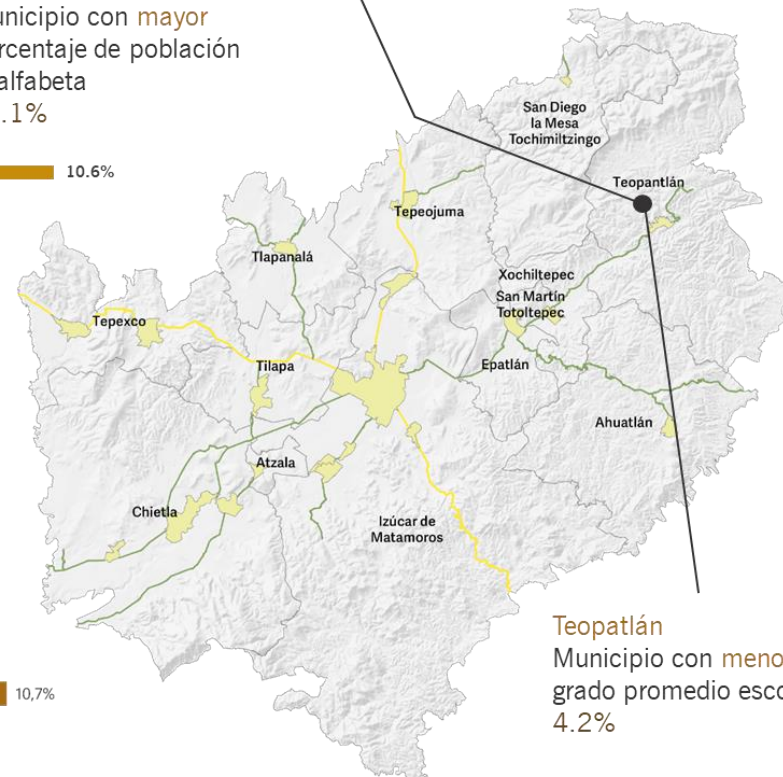 unicipio con mayor
rcentaje de población
alfabeta
.1%
10.6%
San Diego
la Mesa
Tochimiltzingo
Teopantlán
Tepeojuma
Tlapanalá
Xochiltepec
San Martín
Totoltepec
Tepexco
Tilapa
Epatlán
Ahuatlán
Atzala
Chietla
Izúcar de
Matamoros
Teopatlán
Municipio con meno
grado promedio esco
4.2%
10,7%